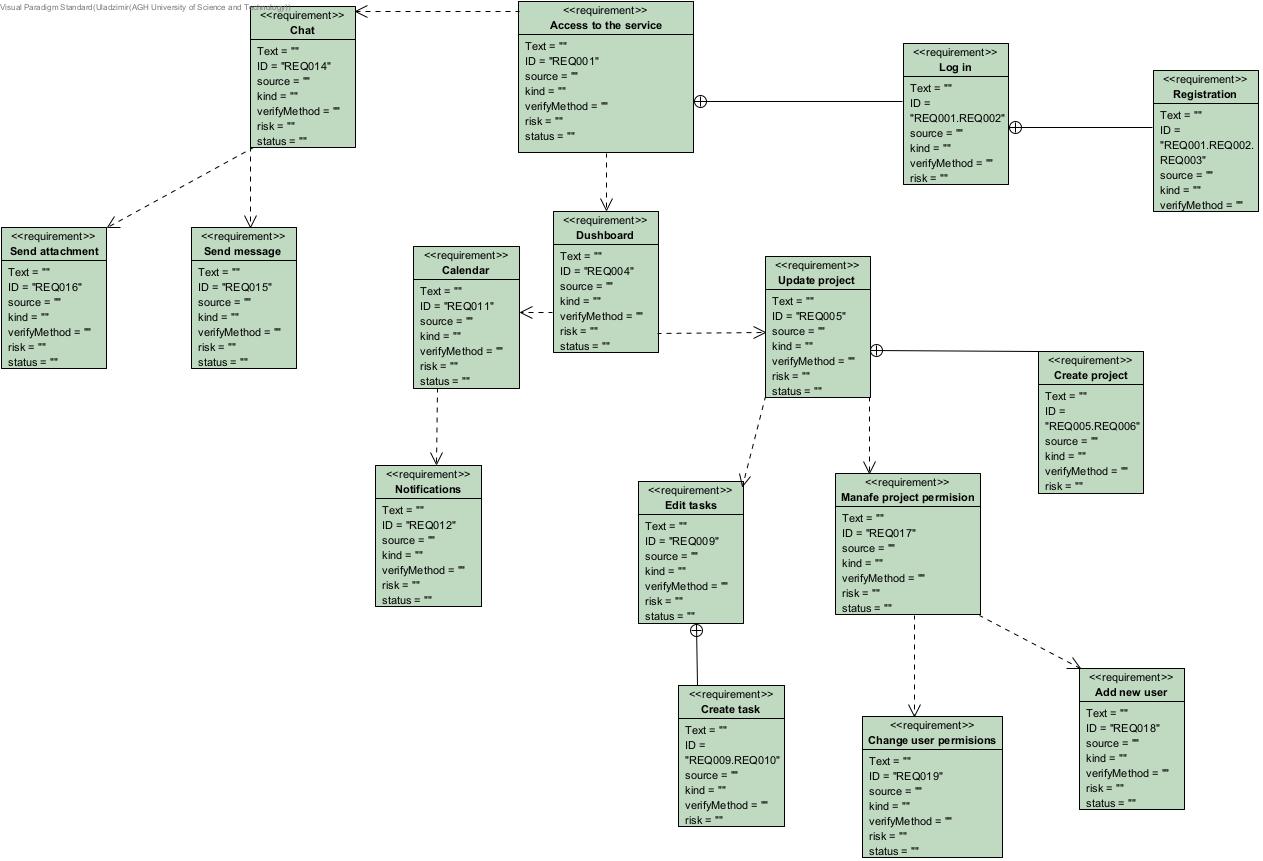 Visual Paradigm Standard(Uladzimir(AGH University of Science and Technology))
<<requirement>>
Chat
Text = ""
ID = "REQ014"
source = ""
kind = ""
verifyMethod = ""
risk = ""
status = ""
<<requirement>>
Access to the service
Text = ""
ID = "REQ001"
source = ""
kind = ""
verifyMethod = ""
risk = ""
status = ""
<<requirement>>
Log in
Text = ""
ID =
"REQ001.REQ002"
source = ""
kind = ""
verifyMethod = ""
risk = ""
<<requirement>>
Registration
Text = ""
ID =
"REQ001.REQ002.
REQ003"
source = ""
kind = ""
verifyMethod = ""
<<requirement>>
Send attachment
Text = ""
ID = "REQ016"
source = ""
kind = ""
verifyMethod = ""
risk = ""
status = ""
<<requirement>>
Send message
Text = ""
ID = "REQ015"
source = ""
kind = ""
verifyMethod = ""
risk = ""
status = ""
<<requirement>>
Calendar
Text = ""
ID = "REQ011"
source = ""
kind = ""
verifyMethod = ""
risk = ""
status = ""
<<requirement>>
Dushboard
Text = ""
ID = "REQ004"
source = ""
kind = ""
verifyMethod = ""
risk = ""
status = ""
<<requirement>>
Update project
Text = ""
ID = "REQ005"
source = ""
kind = ""
verifyMethod = ""
risk = ""
status = ""
<<requirement>>
Create project
Text = ""
ID =
"REQ005.REQ006"
source = ""
kind = ""
verifyMethod = ""
risk = ""
<<requirement>>
Notifications
Text = ""
ID = "REQ012"
source = ""
kind = ""
verifyMethod = ""
risk = ""
status = ""
<<requirement>>
Edit tasks
Text = ""
ID = "REQ009"
source = ""
kind = ""
verifyMethod = ""
risk = ""
status = ""
<<requirement>>
Manafe project permision
Text = ""
ID = "REQ017"
source = ""
kind = ""
verifyMethod = ""
risk = ""
status = ""
<<requirement>>
Create task
Text = ""
ID =
"REQ009.REQ010"
source = ""
kind = ""
verifyMethod = ""
risk = ""
<<requirement>>
Change user permisions
Text = ""
ID = "REQ019"
source = ""
kind = ""
verifyMethod = ""
risk = ""
status = ""
<<requirement>>
Add new user
Text = ""
ID = "REQ018"
source = ""
kind = ""
verifyMethod = ""
risk = ""
status = ""